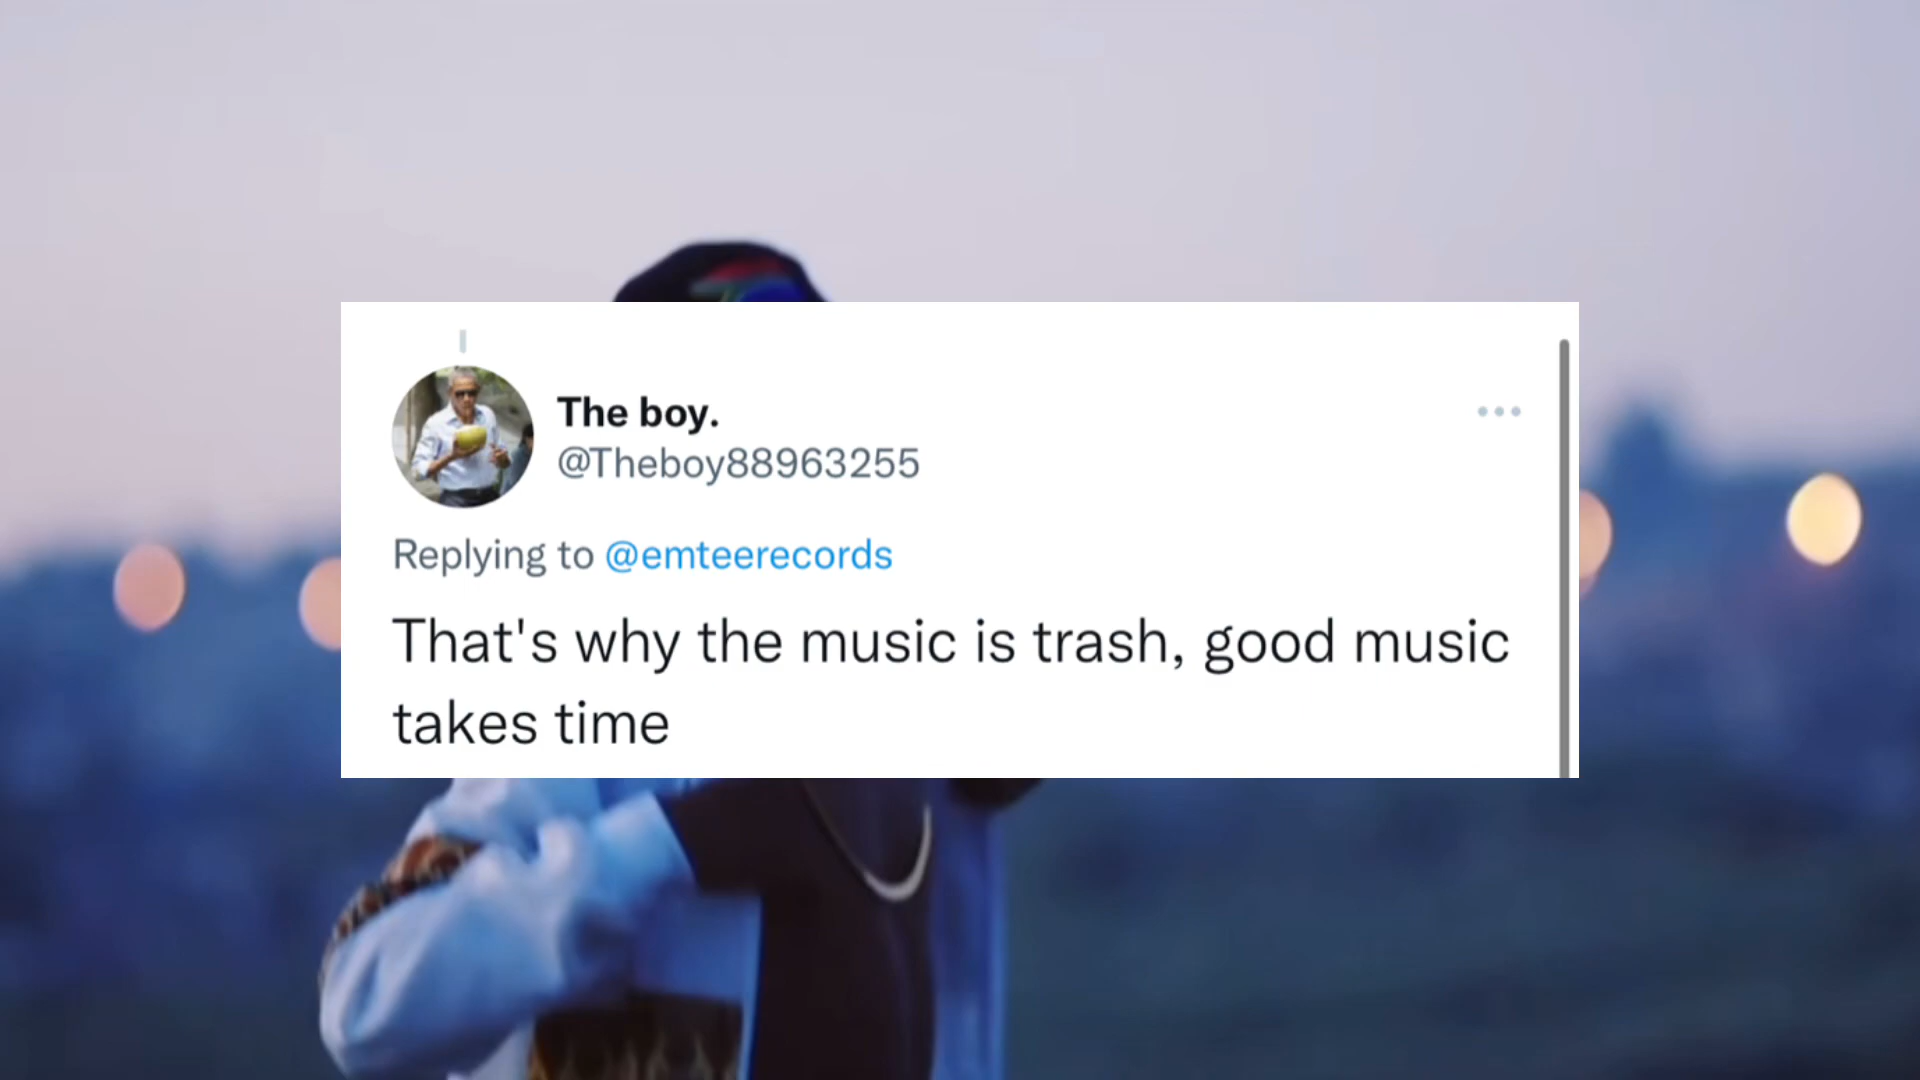 The boy.
@Theboy88963255
Replying to @emteerecords
That's why the music is trash, good music
takes time